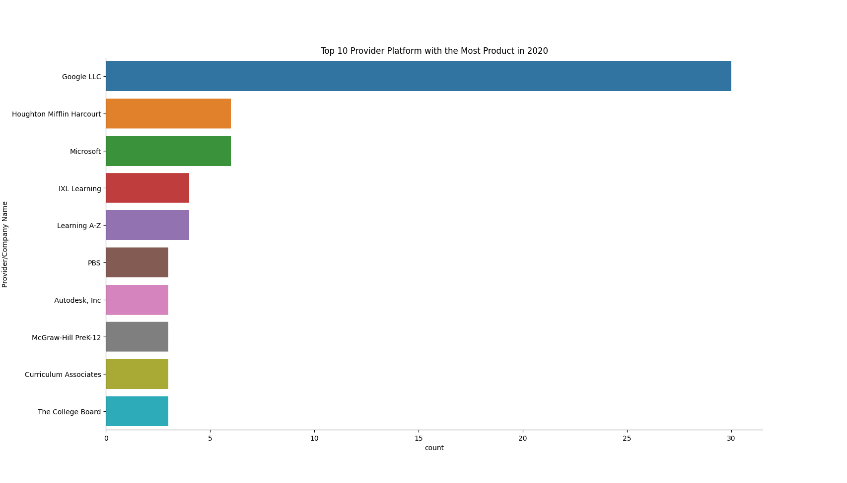 Top 10 Provider Platform with the Most Product in 2020
Provider/Company Name
Google LLC
Houghton Mifflin Harcourt
Microsoft
IXL Learning
Learning A-Z
PBS
Autodesk, Inc
McGraw-Hill PreK-12
Curriculum Associates
The College Board
0 5 10 15 20 25 30
count